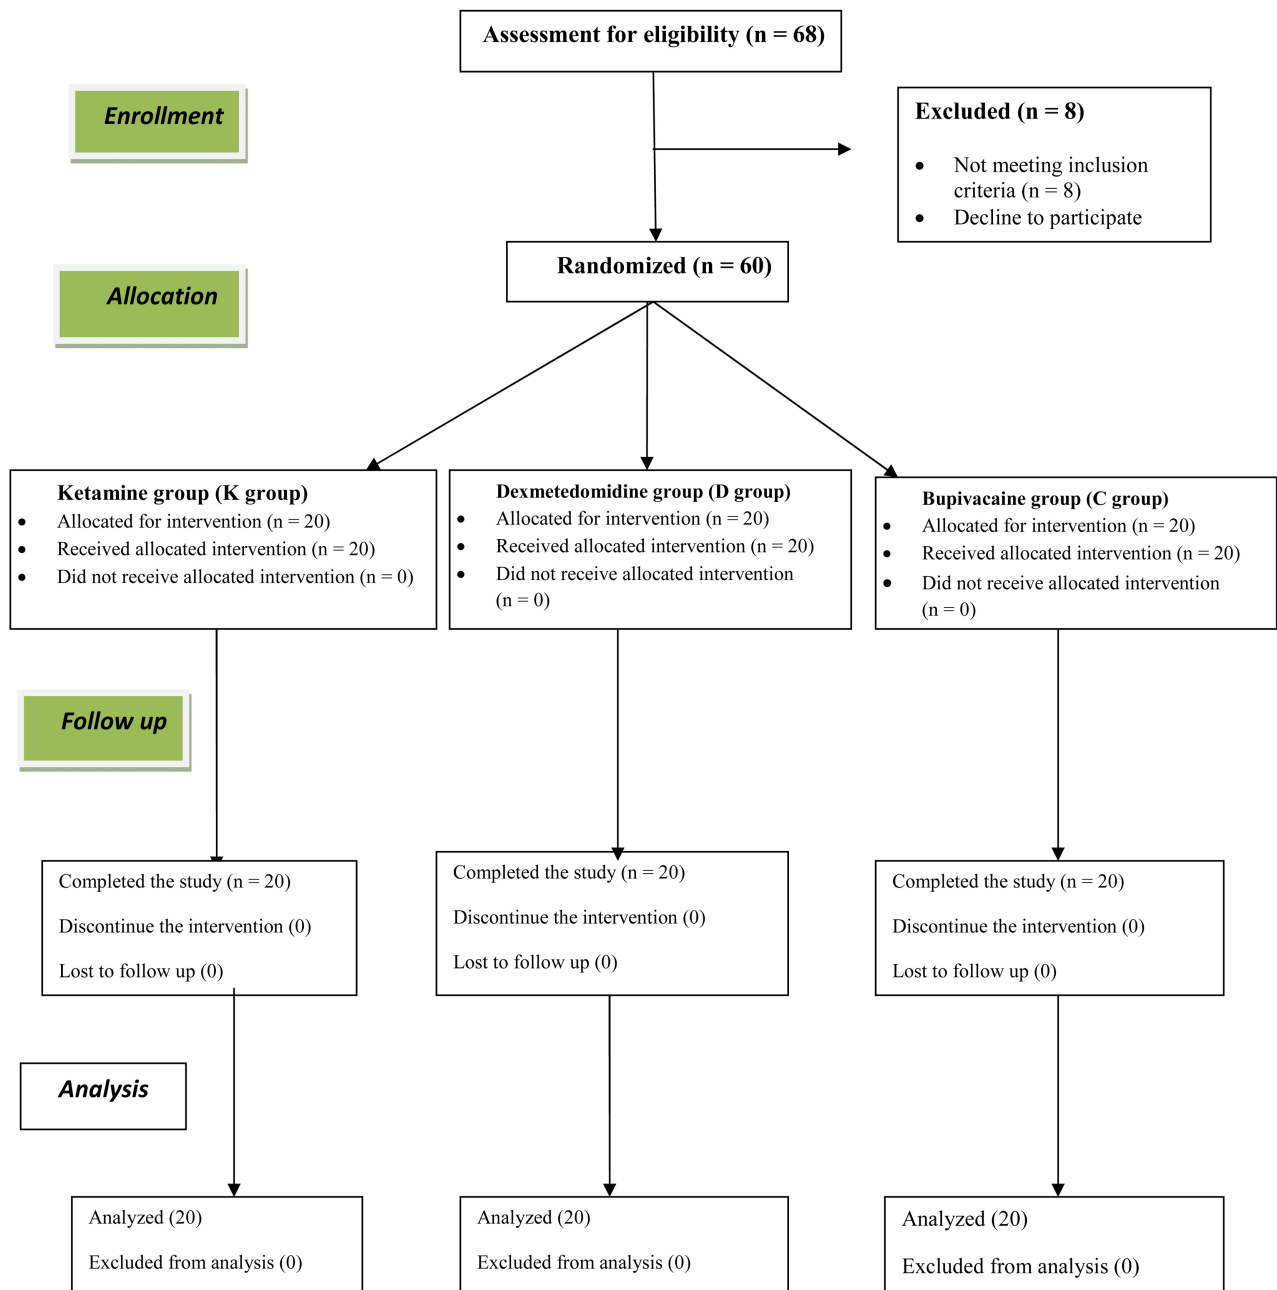 Assessment for eligibility (n = 68)
Enrollment
Excluded (n = 8)
• Not meeting inclusion
criteria (n = 8)
• Decline to participate
Randomized (n = 60)
Allocation
Ketamine group (K group)
• Allocated for intervention (n = 20)
• Received allocated intervention (n = 20)
• Did not receive allocated intervention (n = 0)
Dexmetedomidine group (D group)
• Allocated for intervention (n = 20)
• Received allocated intervention (n = 20)
• Did not receive allocated intervention
(n = 0)
Bupivacaine group (C group)
• Allocated for intervention (n = 20)
• Received allocated intervention (n = 20)
• Did not receive allocated intervention
(n = 0)
Follow up
Completed the study (n = 20)
Discontinue the intervention (0)
Lost to follow up (0)
Completed the study (n = 20)
Discontinue the intervention (0)
Lost to follow up (0)
Completed the study (n = 20)
Discontinue the intervention (0)
Lost to follow up (0)
Analysis
Analyzed (20)
Excluded from analysis (0)
Analyzed (20)
Excluded from analysis (0)
Analyzed (20)
Excluded from analysis (0)